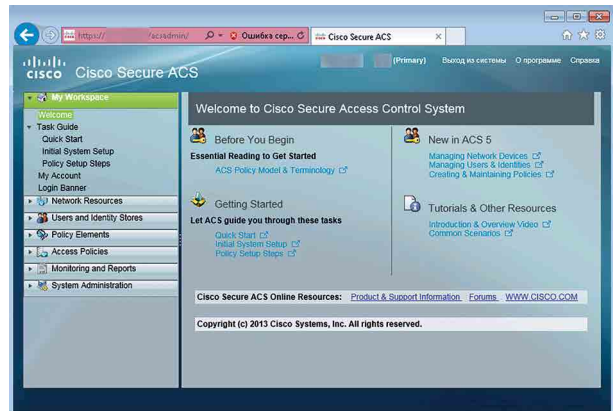 https:// /acsadmin/ Ошибка сер... Cisco Secure ACS
CISCO Cisco Secure ACS
(Primary) Выход из системы О программе Справка
My Workspace
Welcome
Task Guide
Quick Start
Initial System Setup
Policy Setup Steps
My Account
Login Banner
Network Resources
Users and Identity Stores
Policy Elements
Access Policies
Monitoring and Reports
System Administration
Welcome to Cisco Secure Access Control System
Before You Begin
Essential Reading to Get Started
ACS Policy Model & Terminology
Getting Started
Let ACS guide you through these tasks
Quick Start
Initial System Setup
Policy Setup Steps
New in ACS 5
Managing Network Devices
Managing Users & Identities
Creating & Maintaining Policies
Tutorials & Other Resources
Introduction & Overview Video
Common Scenarios
Cisco Secure ACS Online Resources: Product & Support Information Forums WWW.CISCO.COM
Copyright (c) 2013 Cisco Systems, Inc. All rights reserved.